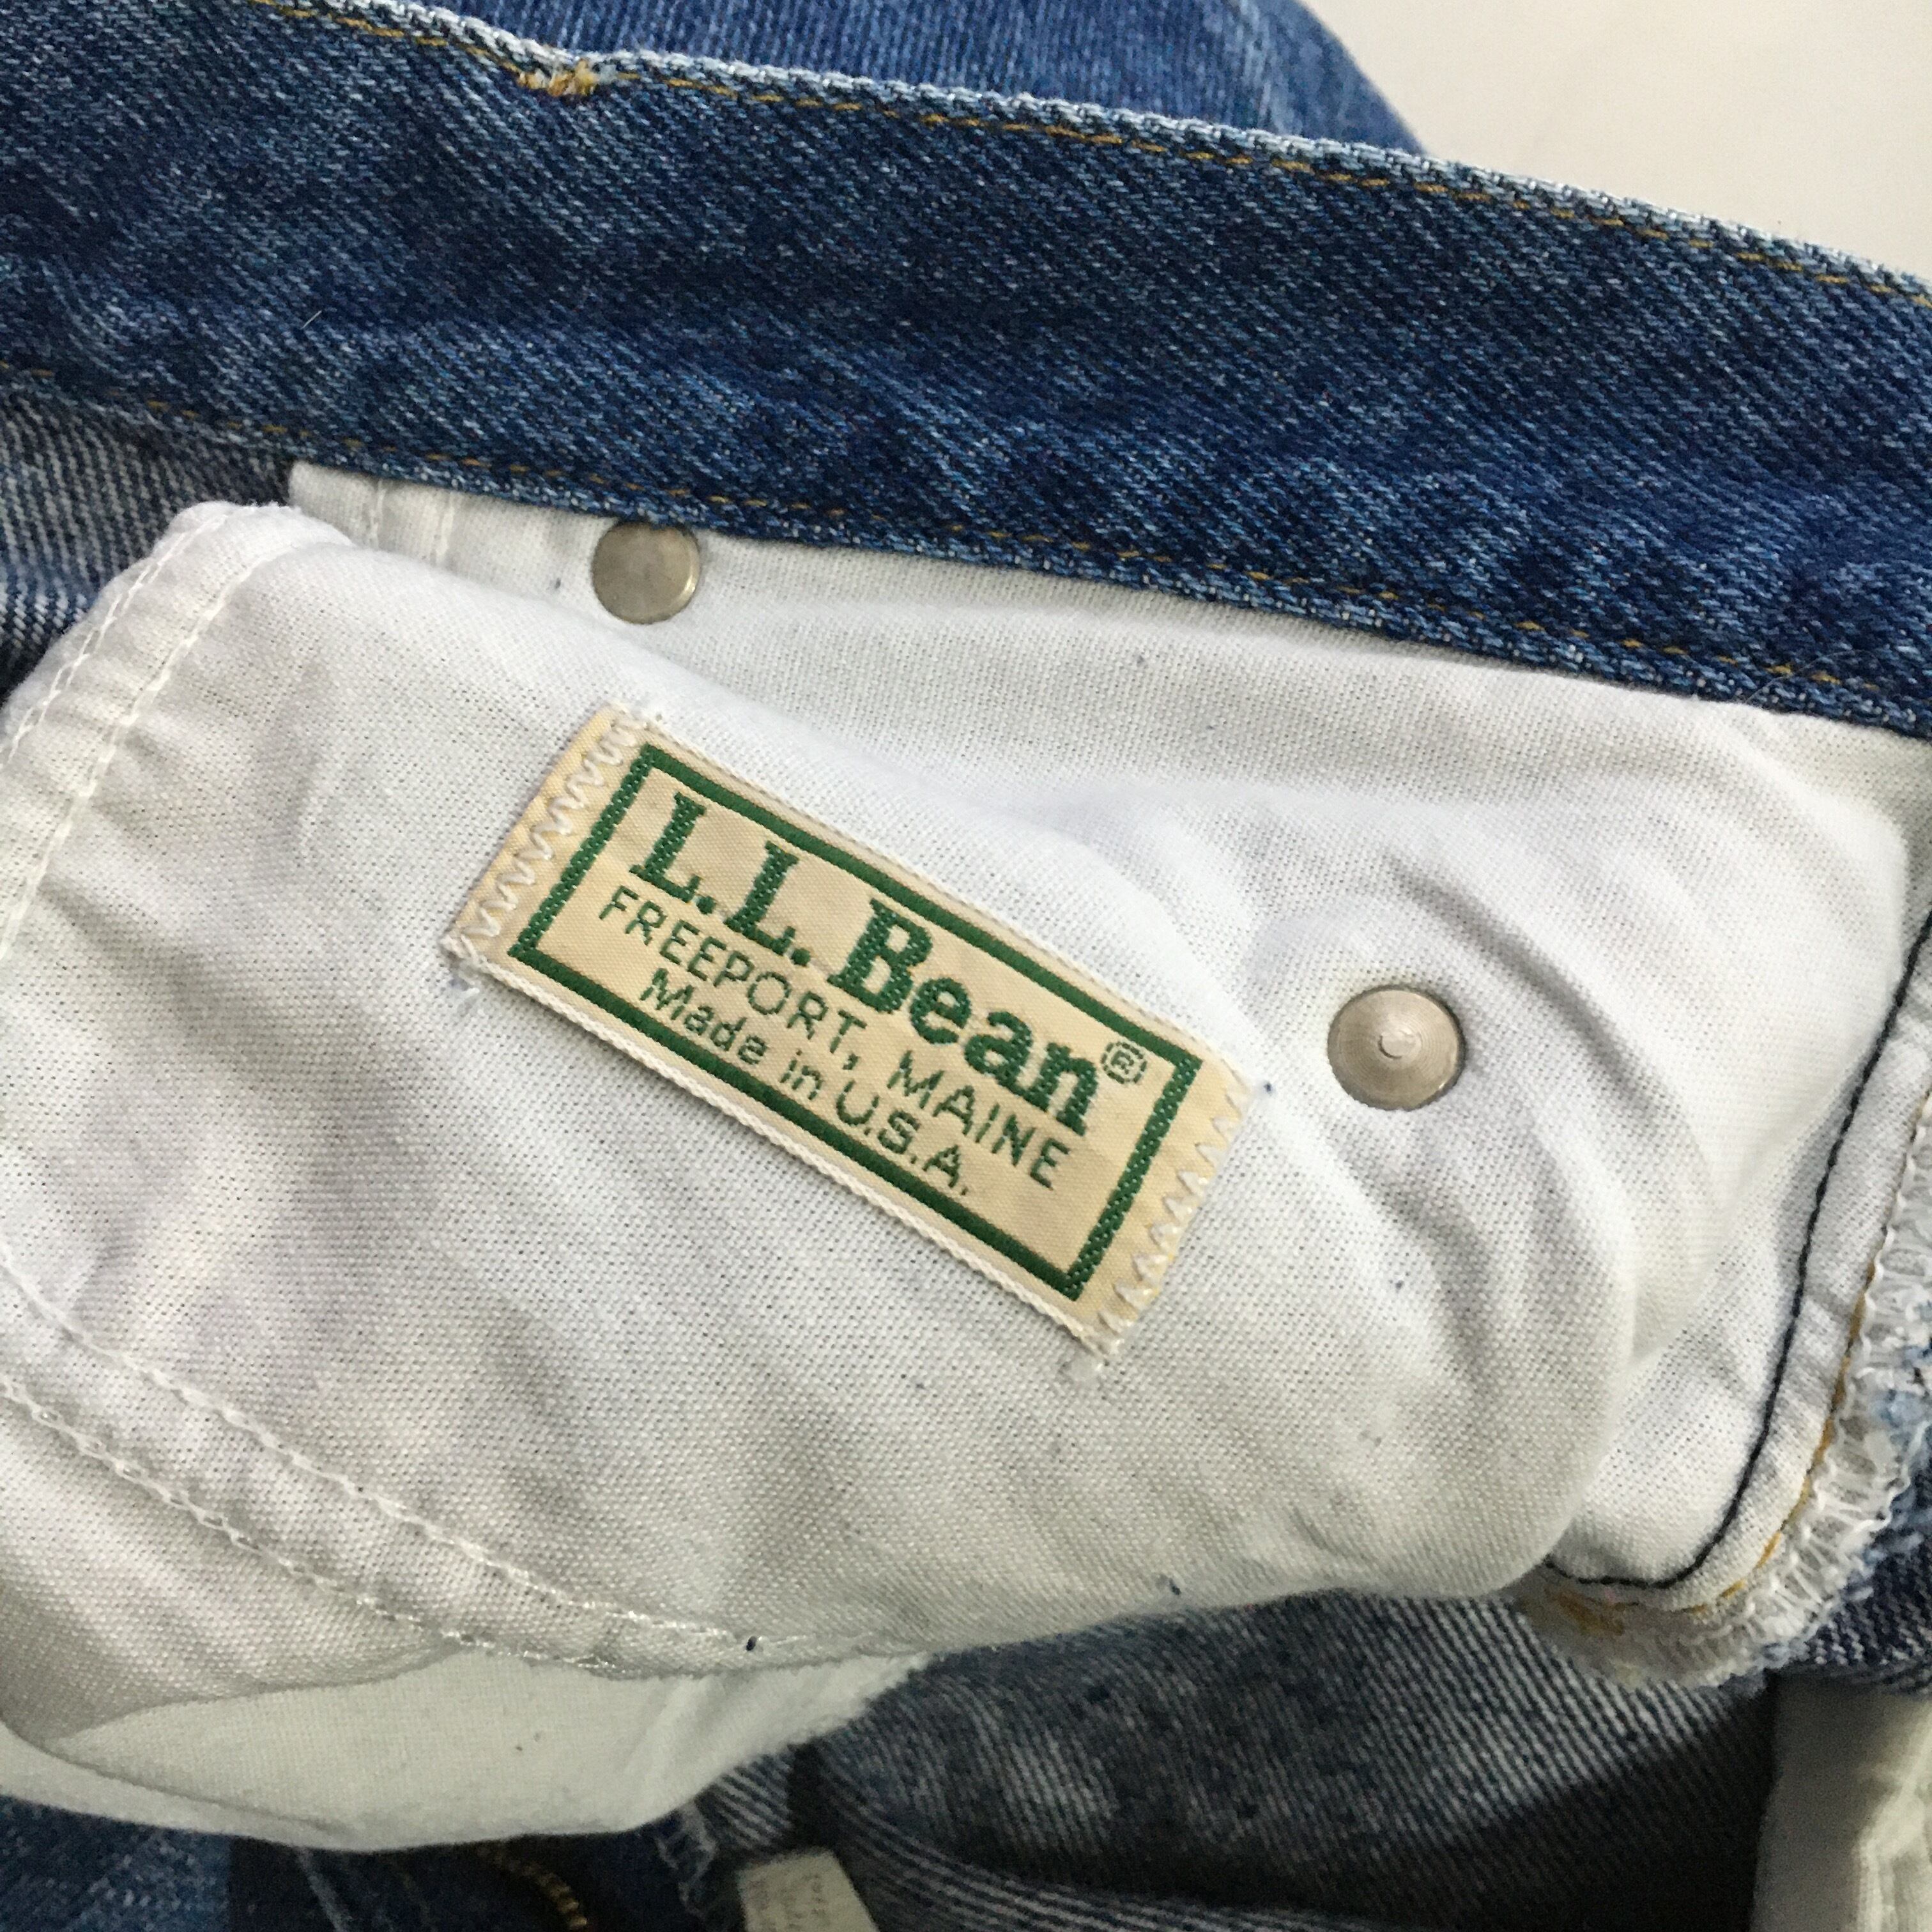 L.L.Bean®
FREEPORT, MAINE
Made in U.S.A.